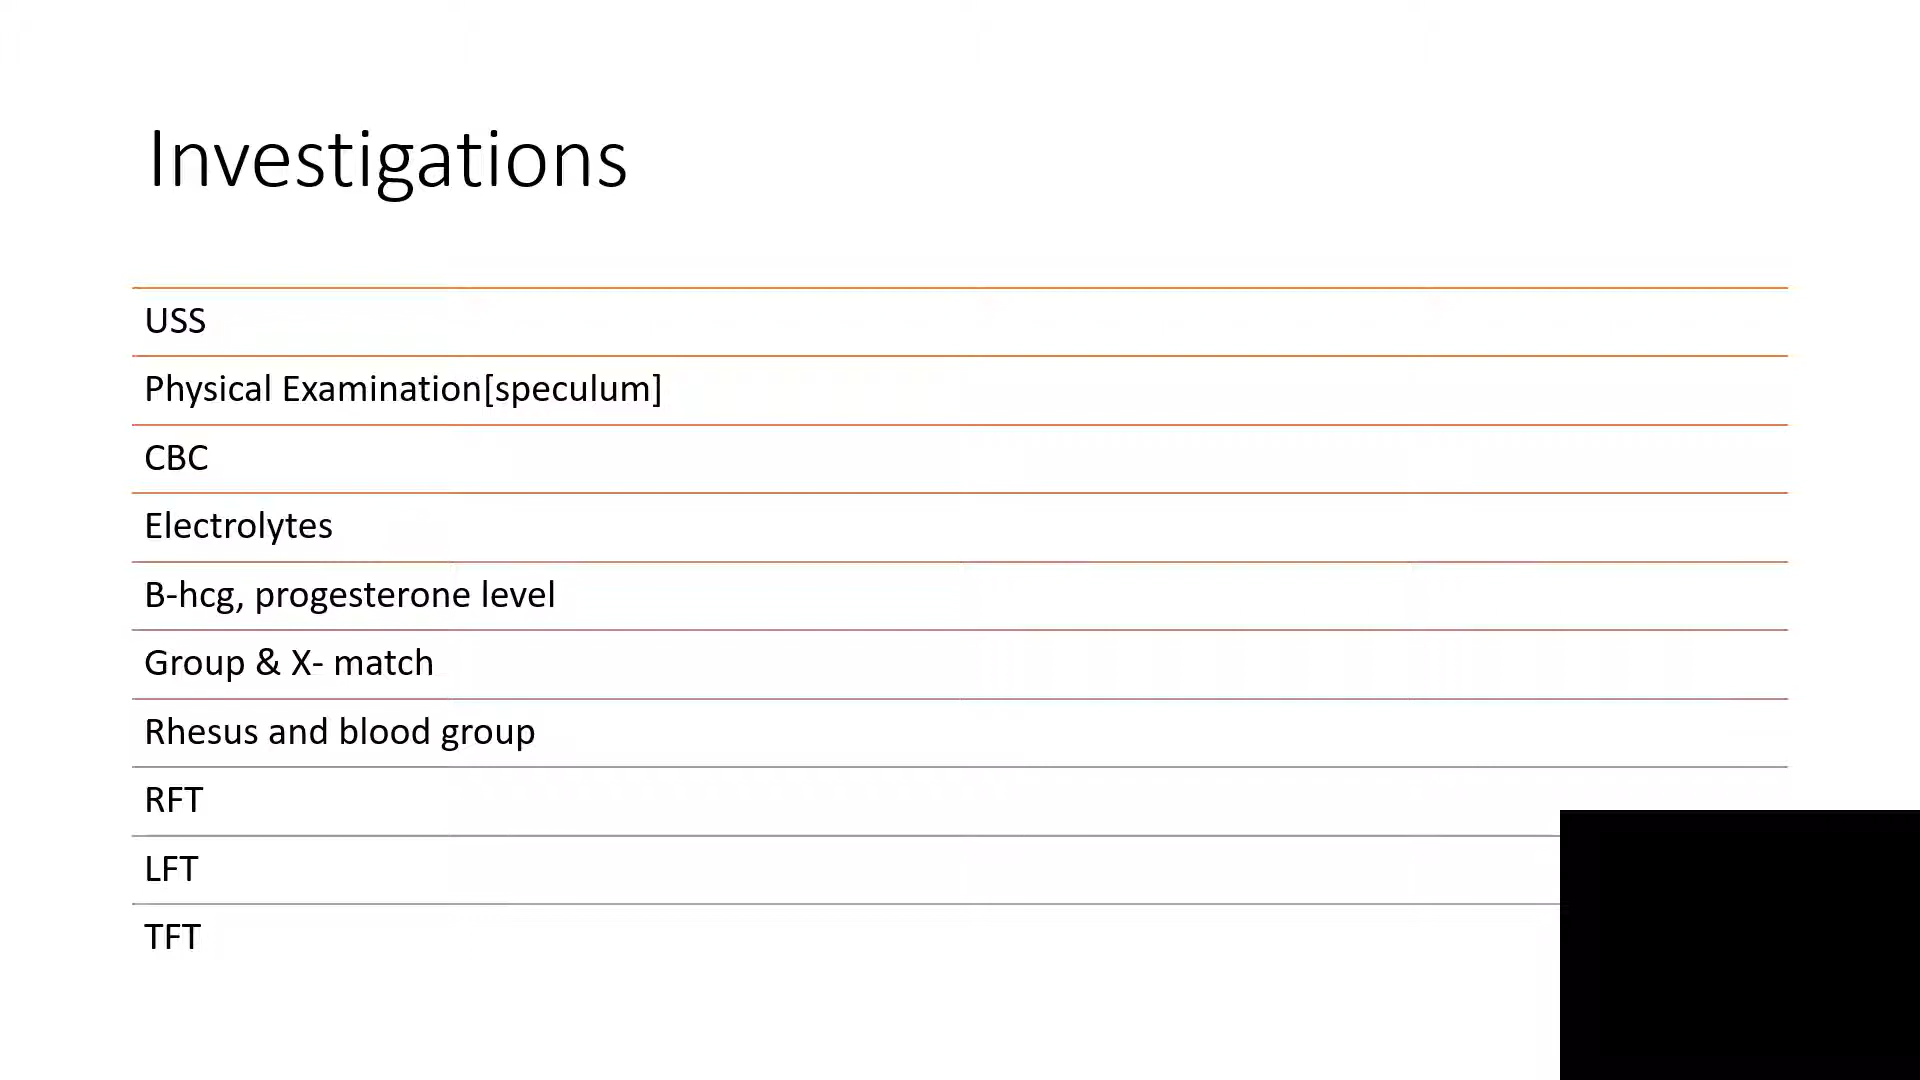 Investigations
USS
Physical Examination[speculum]
CBC
Electrolytes
B-hcg, progesterone level
Group & X- match
Rhesus and blood group
RFT
LFT
TFT